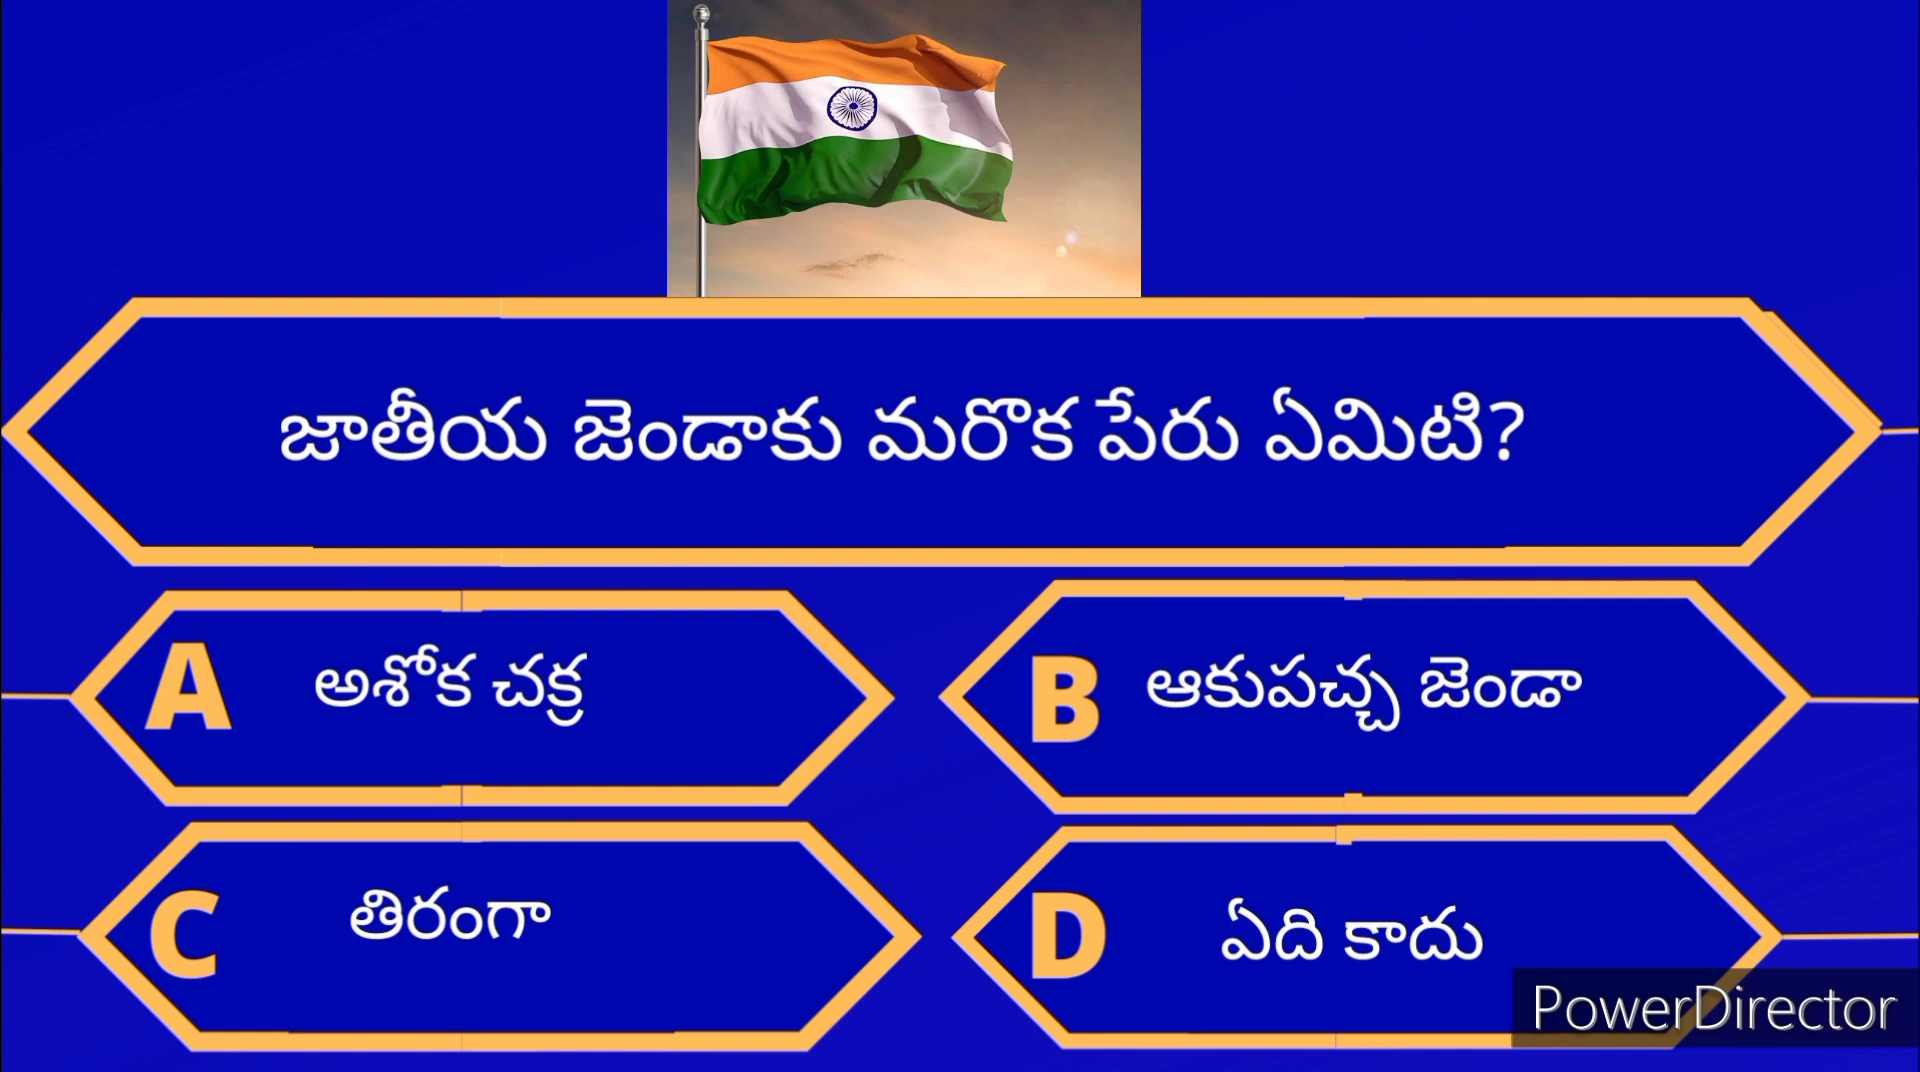 జాతీయ జెండాకు మరొక పేరు ఏమిటి?
A అశోక చక్ర
B ఆకుపచ్చ జెండా
C తిరంగా
D ఏది కాదు
PowerDirector